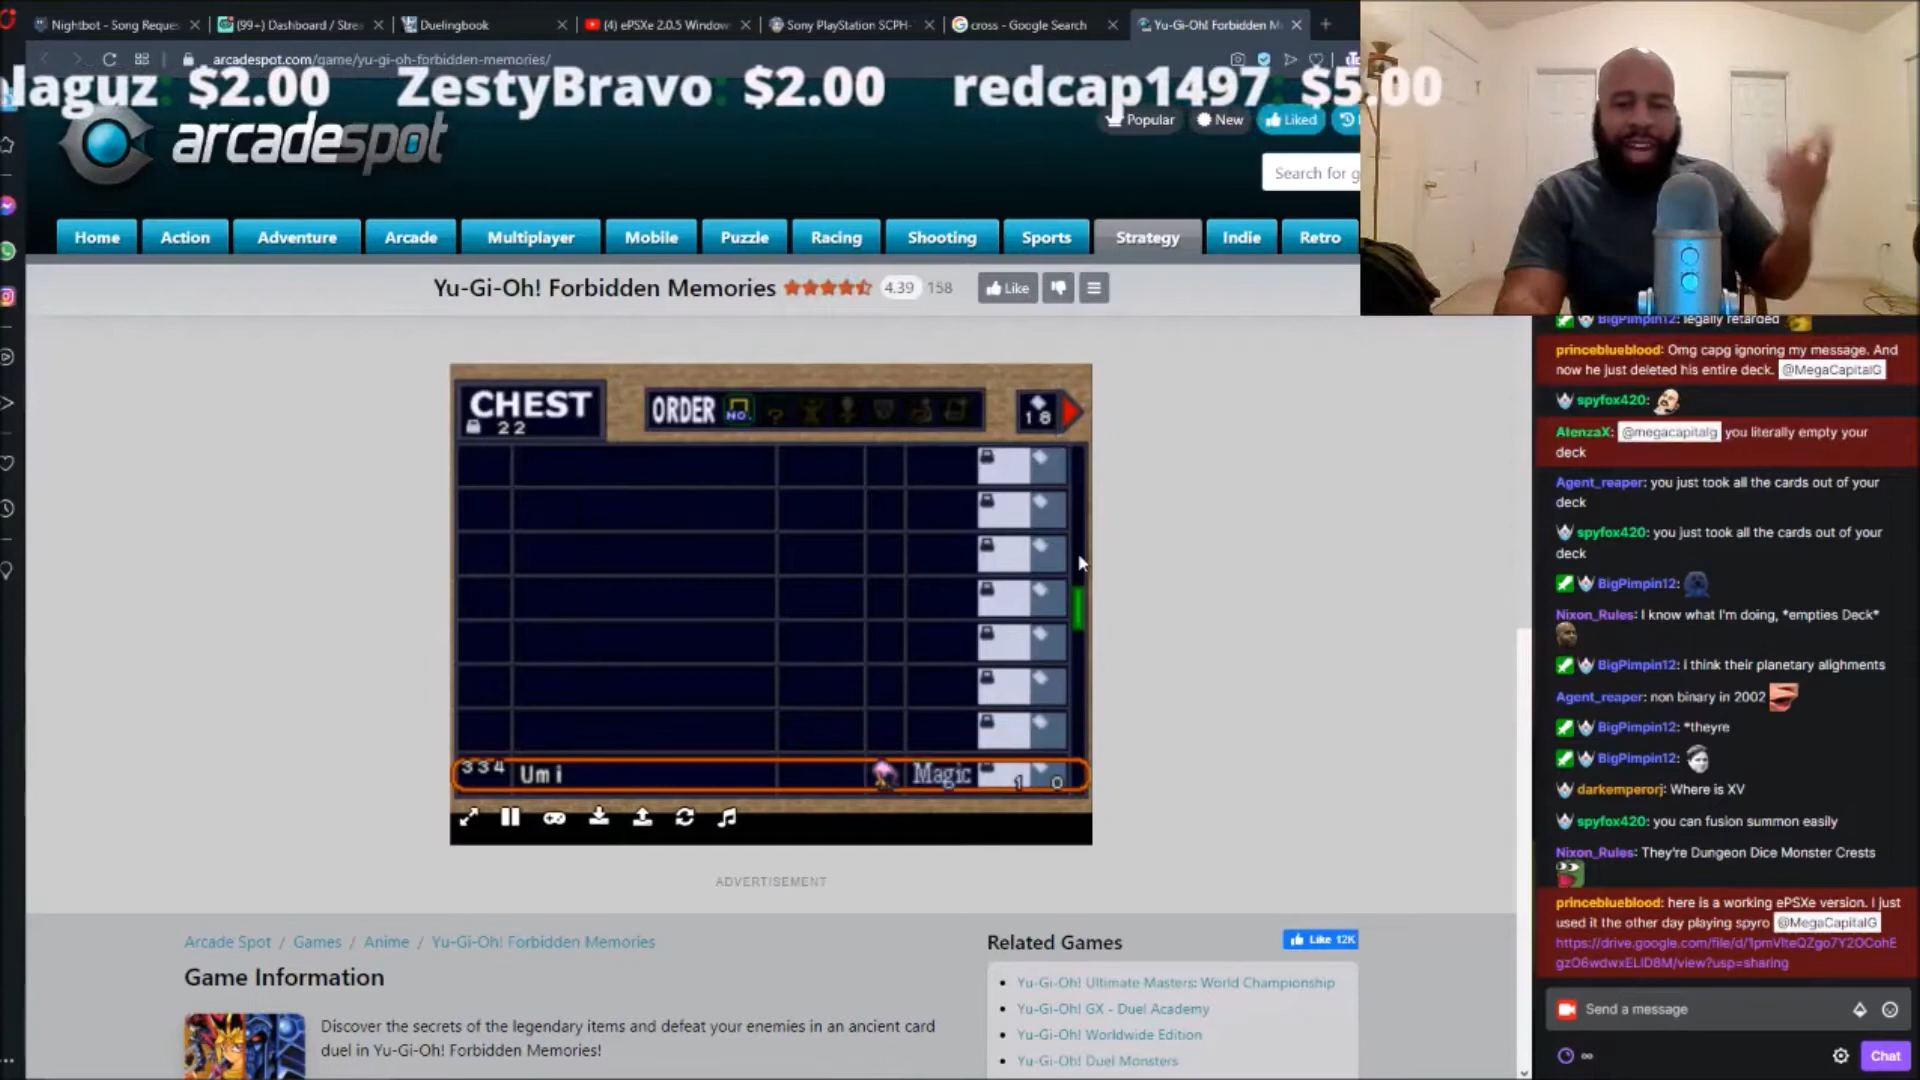 Nightbot - Song Reques
(99+) Dashboard / Stre
Duelingbook
(4) ePSXe 2.0.5 Window
Sony PlayStation SCPH-
cross - Google Search
Yu-Gi-Oh! Forbidden M
arcadespot.com/game/yu-gi-oh-forbidden-memories/
laguz: $2.00 ZestyBravo: $2.00 redcap1497: $5.00
arcadespot
Popular New Liked
Search for g
Home Action Adventure Arcade Multiplayer Mobile Puzzle Racing Shooting Sports Strategy Indie Retro
Yu-Gi-Oh! Forbidden Memories 4.39 158 Like
CHEST
22
ORDER NO. ?
18
334 Umi Magic 1 0
ADVERTISEMENT
Arcade Spot / Games / Anime / Yu-Gi-Oh! Forbidden Memories
Game Information
Discover the secrets of the legendary items and defeat your enemies in an ancient card
duel in Yu-Gi-Oh! Forbidden Memories!
Related Games
Like 12K
Yu-Gi-Oh! Ultimate Masters: World Championship
Yu-Gi-Oh! GX - Duel Academy
Yu-Gi-Oh! Worldwide Edition
Yu-Gi-Oh! Duel Monsters
BigPimpin12: legally retarded
princeblueblood: Omg capg ignoring my message. And
now he just deleted his entire deck. @MegaCapitalG
spyfox420:
AtenzaX: @megacapitalg you literally empty your
deck
Agent_reaper: you just took all the cards out of your
deck
spyfox420: you just took all the cards out of your
deck
BigPimpin12:
Nixon_Rules: I know what I'm doing, *empties Deck*
BigPimpin12: i think their planetary alighments
Agent_reaper: non binary in 2002
BigPimpin12: *theyre
BigPimpin12:
darkemperorj: Where is XV
spyfox420: you can fusion summon easily
Nixon_Rules: They're Dungeon Dice Monster Crests
princeblueblood: here is a working ePSXe version. I just
used it the other day playing spyro @MegaCapitalG
Send a message
Chat